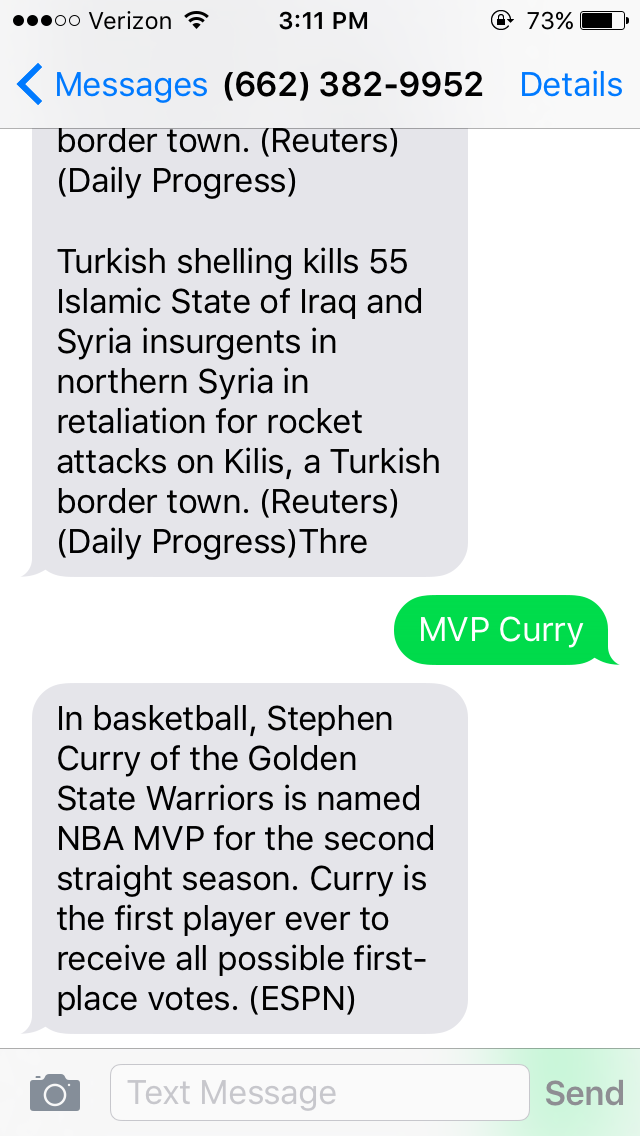 Verizon 3:11 PM 73%
Messages (662) 382-9952 Details
border town. (Reuters)
(Daily Progress)
Turkish shelling kills 55
Islamic State of Iraq and
Syria insurgents in
northern Syria in
retaliation for rocket
attacks on Kilis, a Turkish
border town. (Reuters)
(Daily Progress)Thre
MVP Curry
In basketball, Stephen
Curry of the Golden
State Warriors is named
NBA MVP for the second
straight season. Curry is
the first player ever to
receive all possible first-
place votes. (ESPN)
Text Message Send